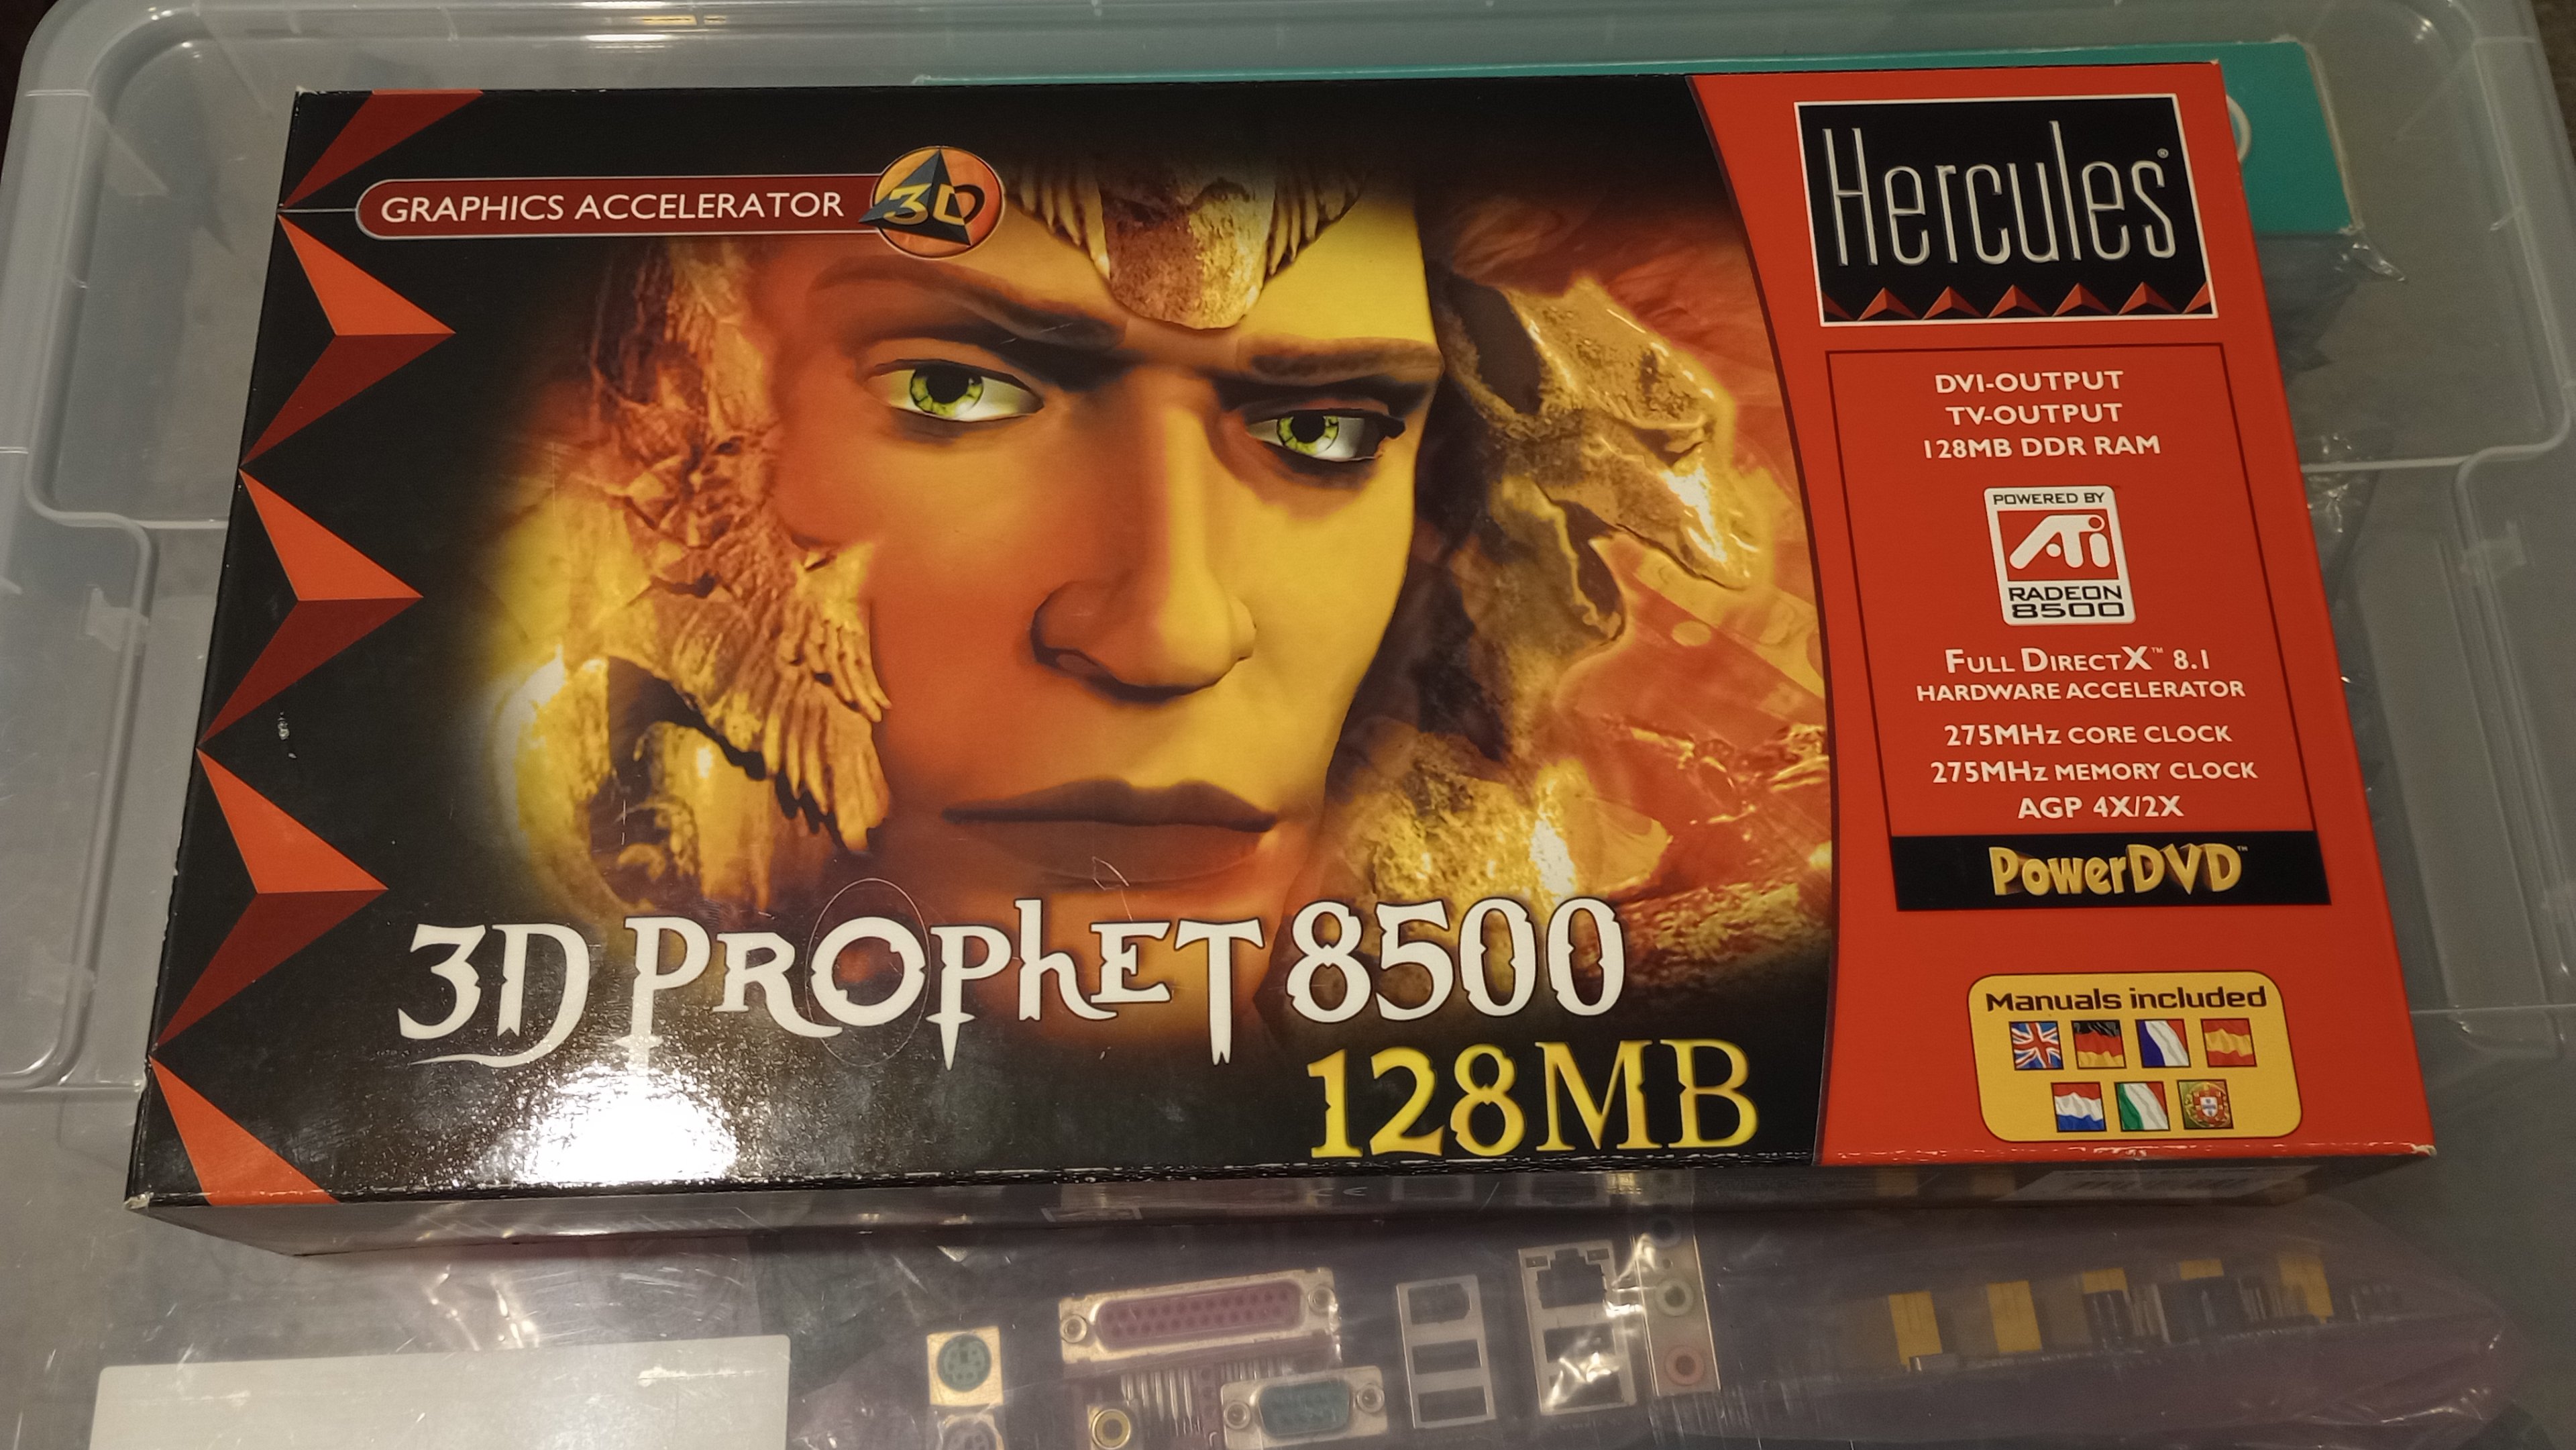 GRAPHICS ACCELERATOR 3D
Hercules®
DVI-OUTPUT
TV-OUTPUT
128MB DDR RAM
POWERED BY
ATi
RADEON
8500
FULL DIRECTX™ 8.1
HARDWARE ACCELERATOR
275MHz CORE CLOCK
275MHz MEMORY CLOCK
AGP 4X/2X
PowerDVD™
3D PROPhET 8500
128MB
Manuals included